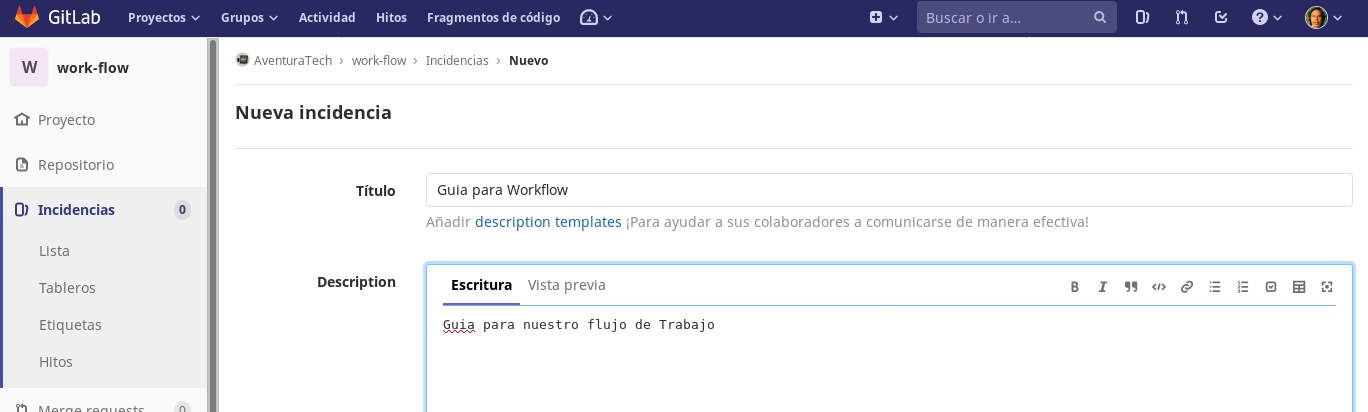 GitLab Proyectos Grupos Actividad Hitos Fragmentos de código Buscar o ir a...
W work-flow
AventuraTech › work-flow › Incidencias › Nuevo
Nueva incidencia
Proyecto
Repositorio
Incidencias 0
Lista
Tableros
Etiquetas
Hitos
Merge requests 0
Título Guia para Workflow
Añadir description templates ¡Para ayudar a sus colaboradores a comunicarse de manera efectiva!
Description Escritura Vista previa
Guia para nuestro flujo de Trabajo